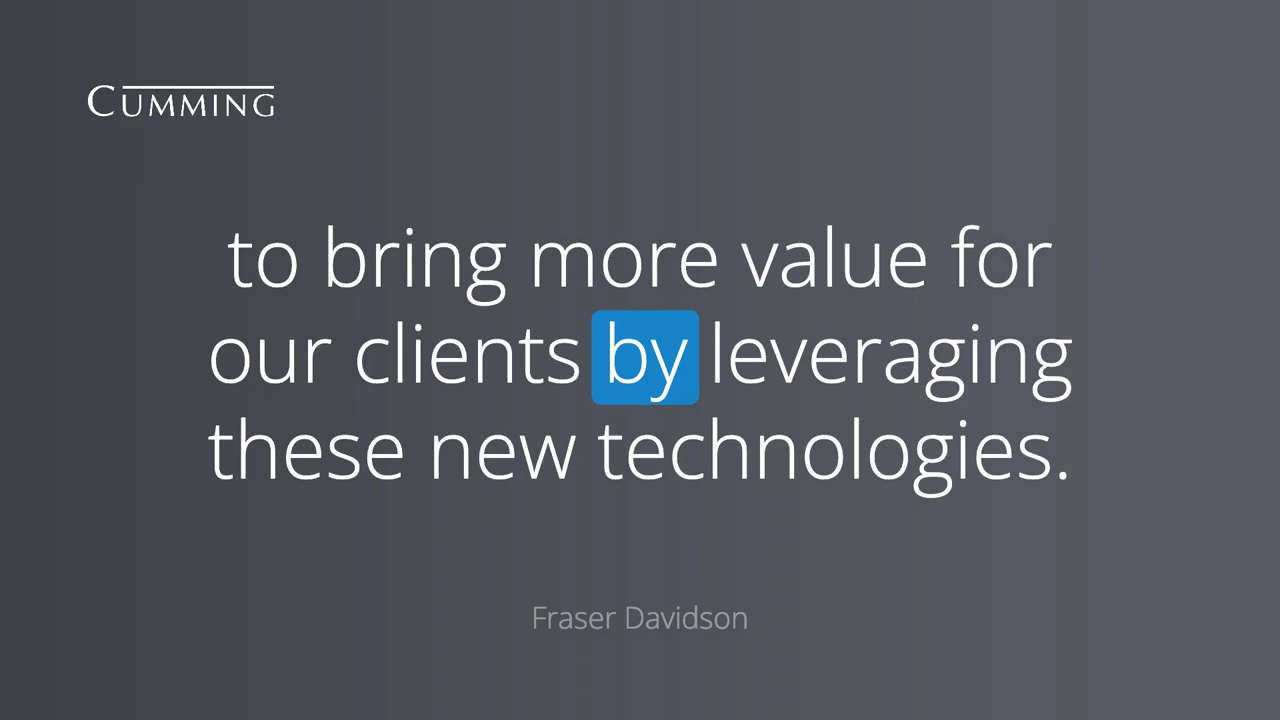 CUMMING
to bring more value for
our clients by leveraging
these new technologies.
Fraser Davidson